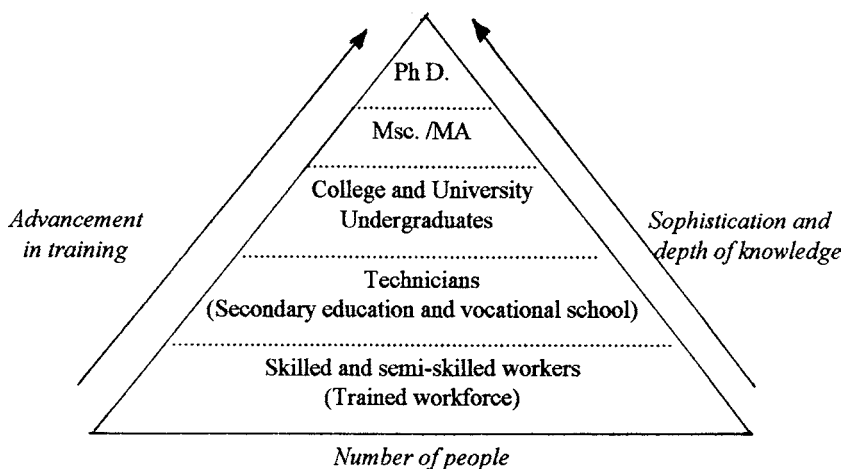 Ph D.
Msc. /MA
College and University
Undergraduates
Advancement
in training
Sophistication and
depth of knowledge
Technicians
(Secondary education and vocational school)
Skilled and semi-skilled workers
(Trained workforce)
Number of people